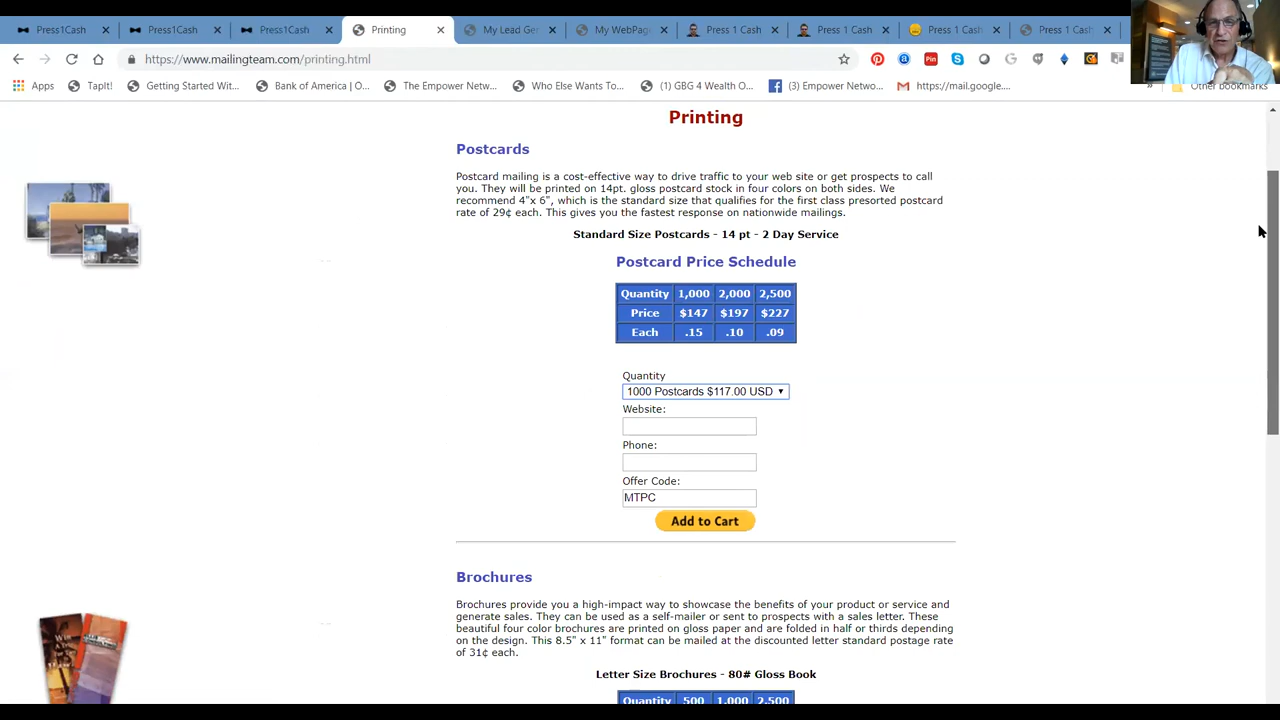 Press1Cash
Press1Cash
Press1Cash
Printing
My Lead Ger
My WebPage
Press 1 Cash
Press 1 Cash
Press 1 Cash
Press 1 Cash
https://www.mailingteam.com/printing.html
Apps
TapIt!
Getting Started Wit...
Bank of America | O...
The Empower Netw...
Who Else Wants To...
(1) GBG 4 Wealth O...
(3) Empower Netwo...
https://mail.google....
»
Other bookmarks
Printing
Postcards
Postcard mailing is a cost-effective way to drive traffic to your web site or get prospects to call
you. They will be printed on 14pt. gloss postcard stock in four colors on both sides. We
recommend 4"x 6", which is the standard size that qualifies for the first class presorted postcard
rate of 29¢ each. This gives you the fastest response on nationwide mailings.
Standard Size Postcards - 14 pt - 2 Day Service
Postcard Price Schedule
Quantity 1,000 2,000 2,500
Price $147 $197 $227
Each .15 .10 .09
Quantity
1000 Postcards $117.00 USD
Website:
Phone:
Offer Code:
MTPC
Add to Cart
Brochures
Brochures provide you a high-impact way to showcase the benefits of your product or service and
generate sales. They can be used as a self-mailer or sent to prospects with a sales letter. These
beautiful four color brochures are printed on gloss paper and are folded in half or thirds depending
on the design. This 8.5" x 11" format can be mailed at the discounted letter standard postage rate
of 31¢ each.
Letter Size Brochures - 80# Gloss Book
Quantity 500 1,000 2,500